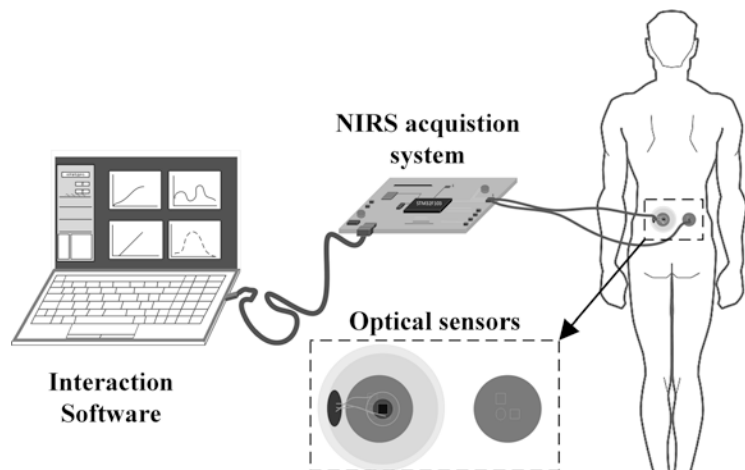 NIRS acquistion
system
Optical sensors
Interaction
Software